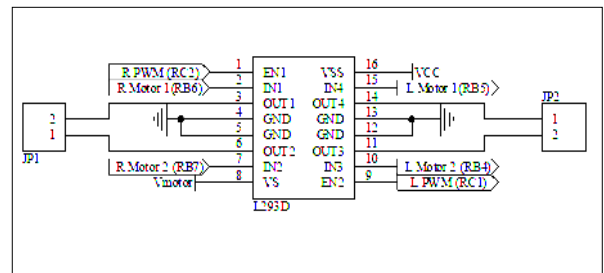 R PWM (RC2) 1 EN1 VSS 16 VCC
R Motor 1(RB6) 2 IN1 IN4 15 L Motor 1(RB5)
3 OUT1 OUT4 14
2 4 GND GND 13 1 JP2
1 5 GND GND 12 2
JP1 6 OUT2 OUT3 11
R Motor 2 (RB7) 7 IN2 IN3 10 L Motor 2 (RB4)
Vmotor 8 VS EN2 9 L PWM (RC1)
L293D